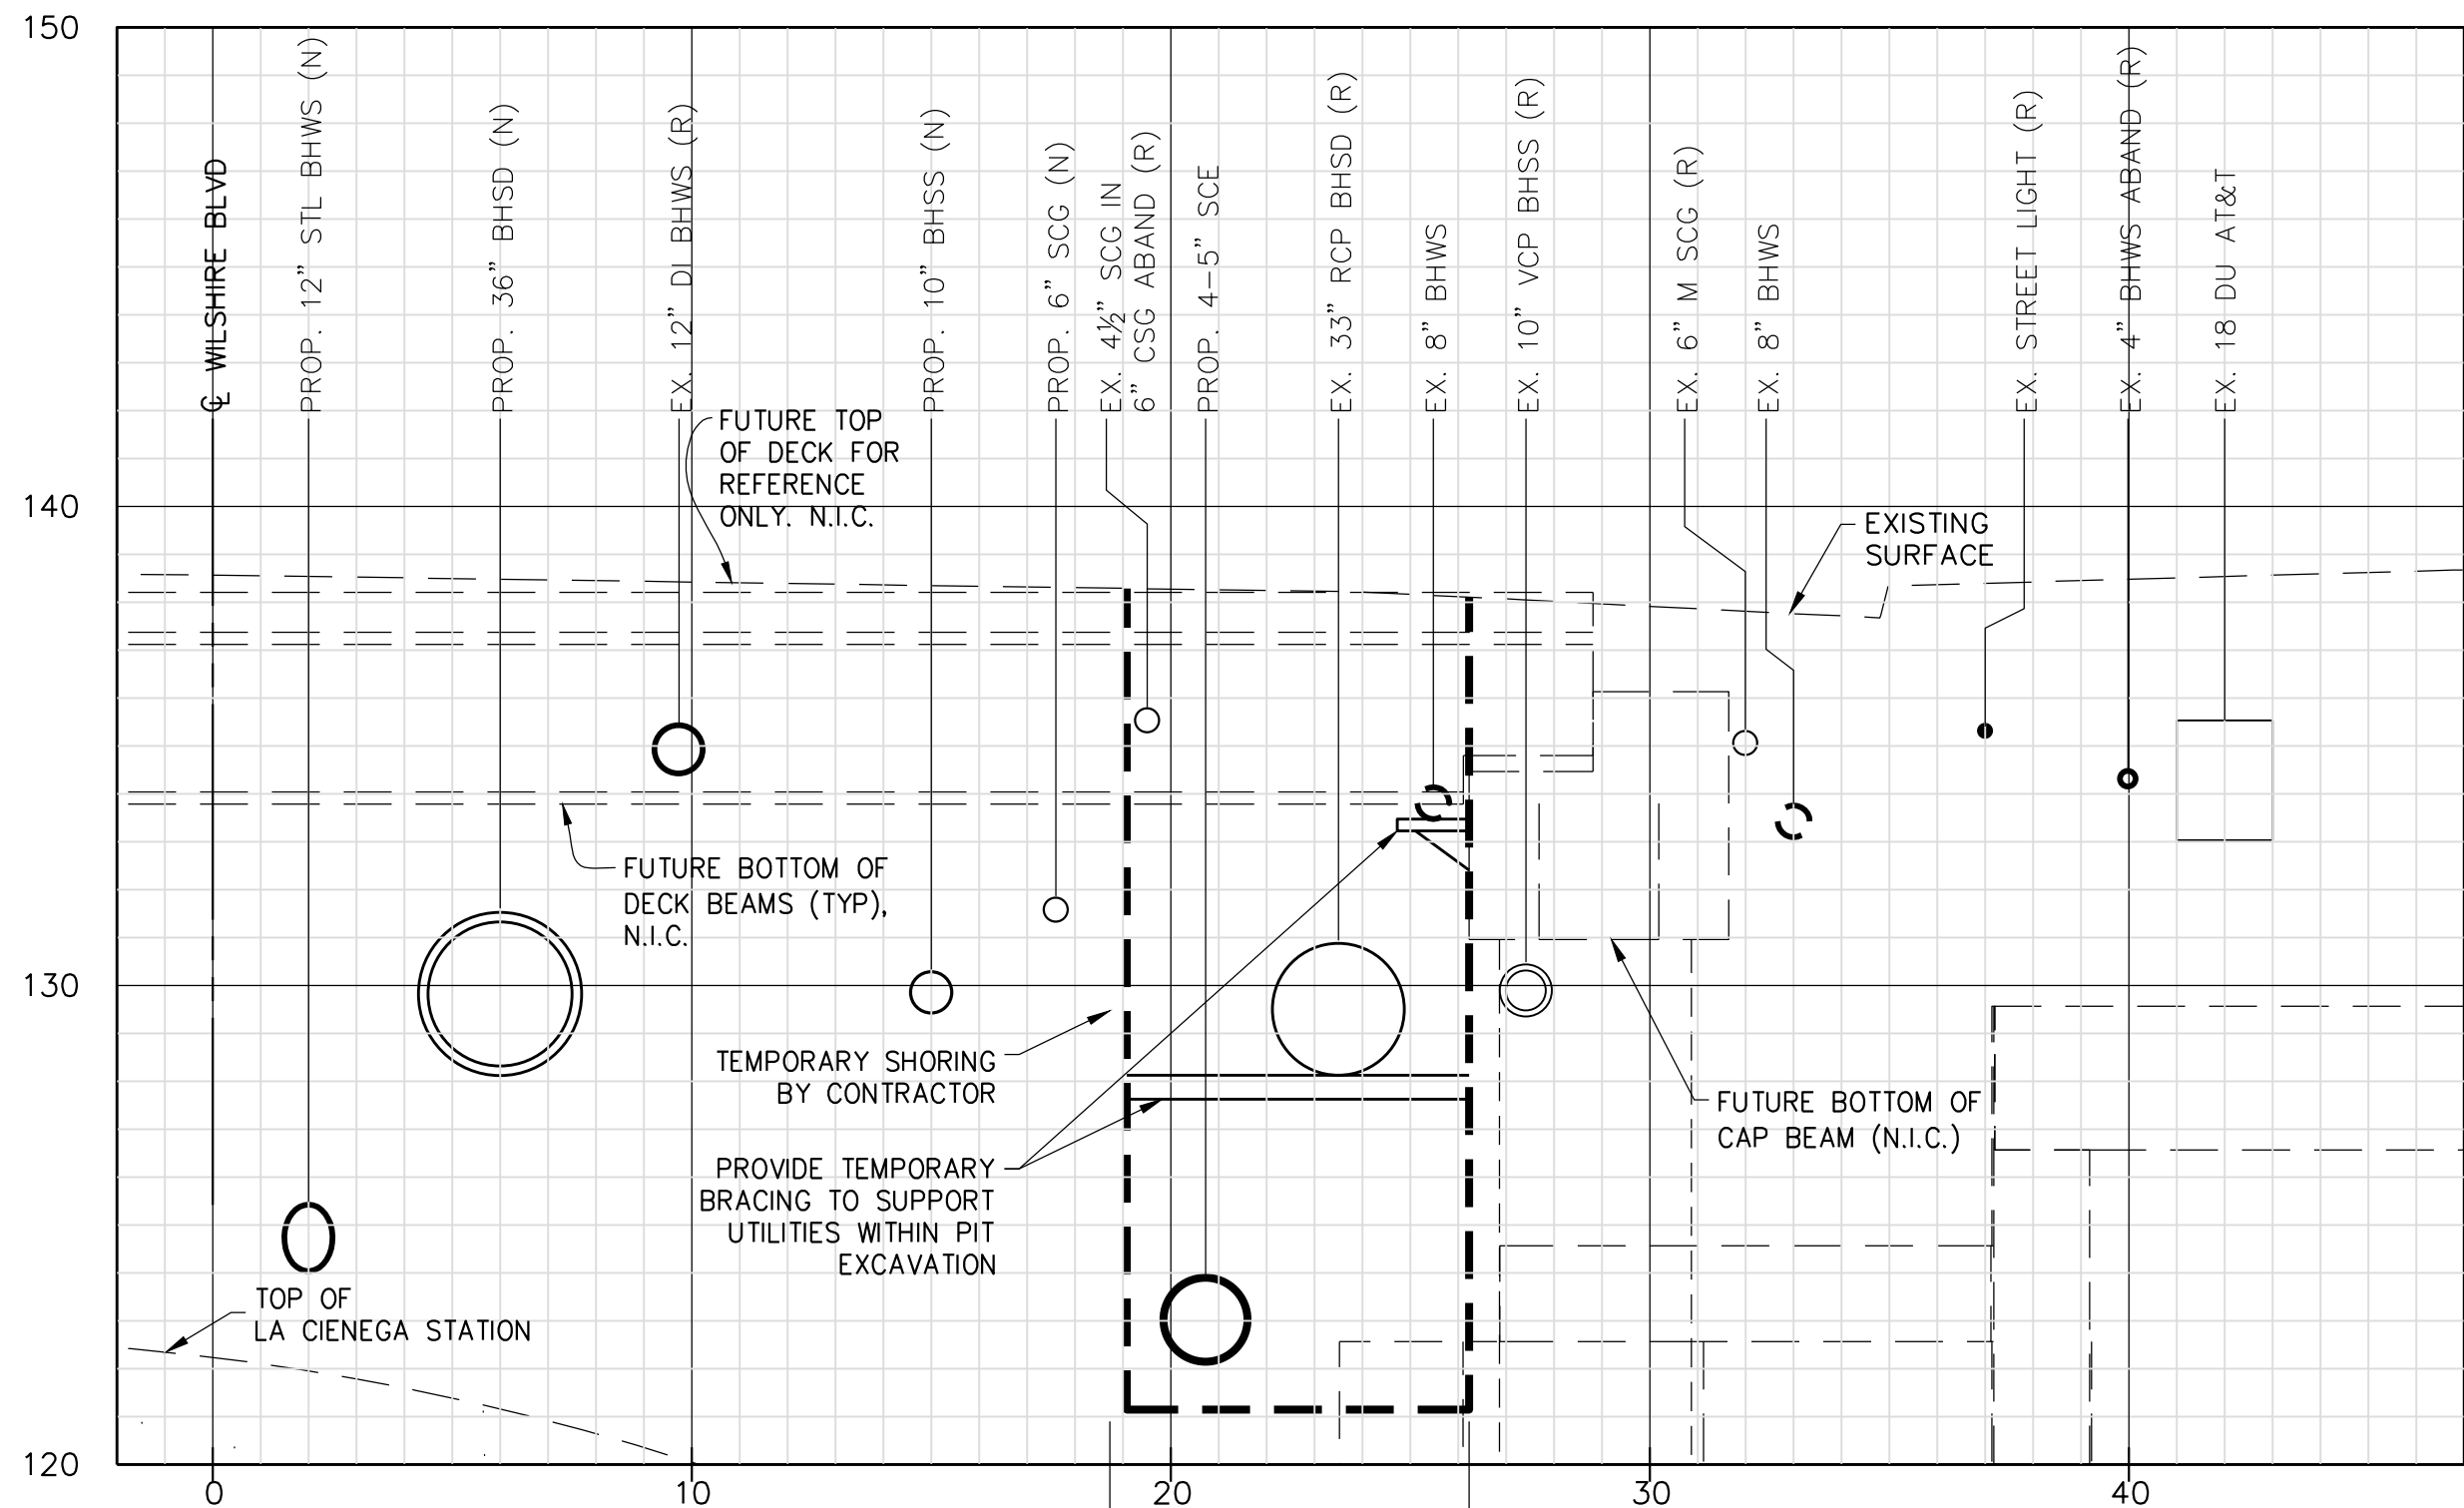 150
140
130
120
0
10
20
30
40
℄ WILSHIRE BLVD
PROP. 12" STL BHWS (N)
PROP. 36" BHSD (N)
EX. 12" DI BHWS (R)
PROP. 10" BHSS (N)
PROP. 6" SCG (N)
EX. 4½" SCG IN
6" CSG ABAND (R)
PROP. 4-5" SCE
EX. 33" RCP BHSD (R)
EX. 8" BHWS
EX. 10" VCP BHSS (R)
EX. 6" M SCG (R)
EX. 8" BHWS
EX. STREET LIGHT (R)
EX. 4" BHWS ABAND (R)
EX. 18 DU AT&T
FUTURE TOP
OF DECK FOR
REFERENCE
ONLY. N.I.C.
EXISTING
SURFACE
FUTURE BOTTOM OF
DECK BEAMS (TYP),
N.I.C.
TEMPORARY SHORING
BY CONTRACTOR
PROVIDE TEMPORARY
BRACING TO SUPPORT
UTILITIES WITHIN PIT
EXCAVATION
FUTURE BOTTOM OF
CAP BEAM (N.I.C.)
TOP OF
LA CIENEGA STATION